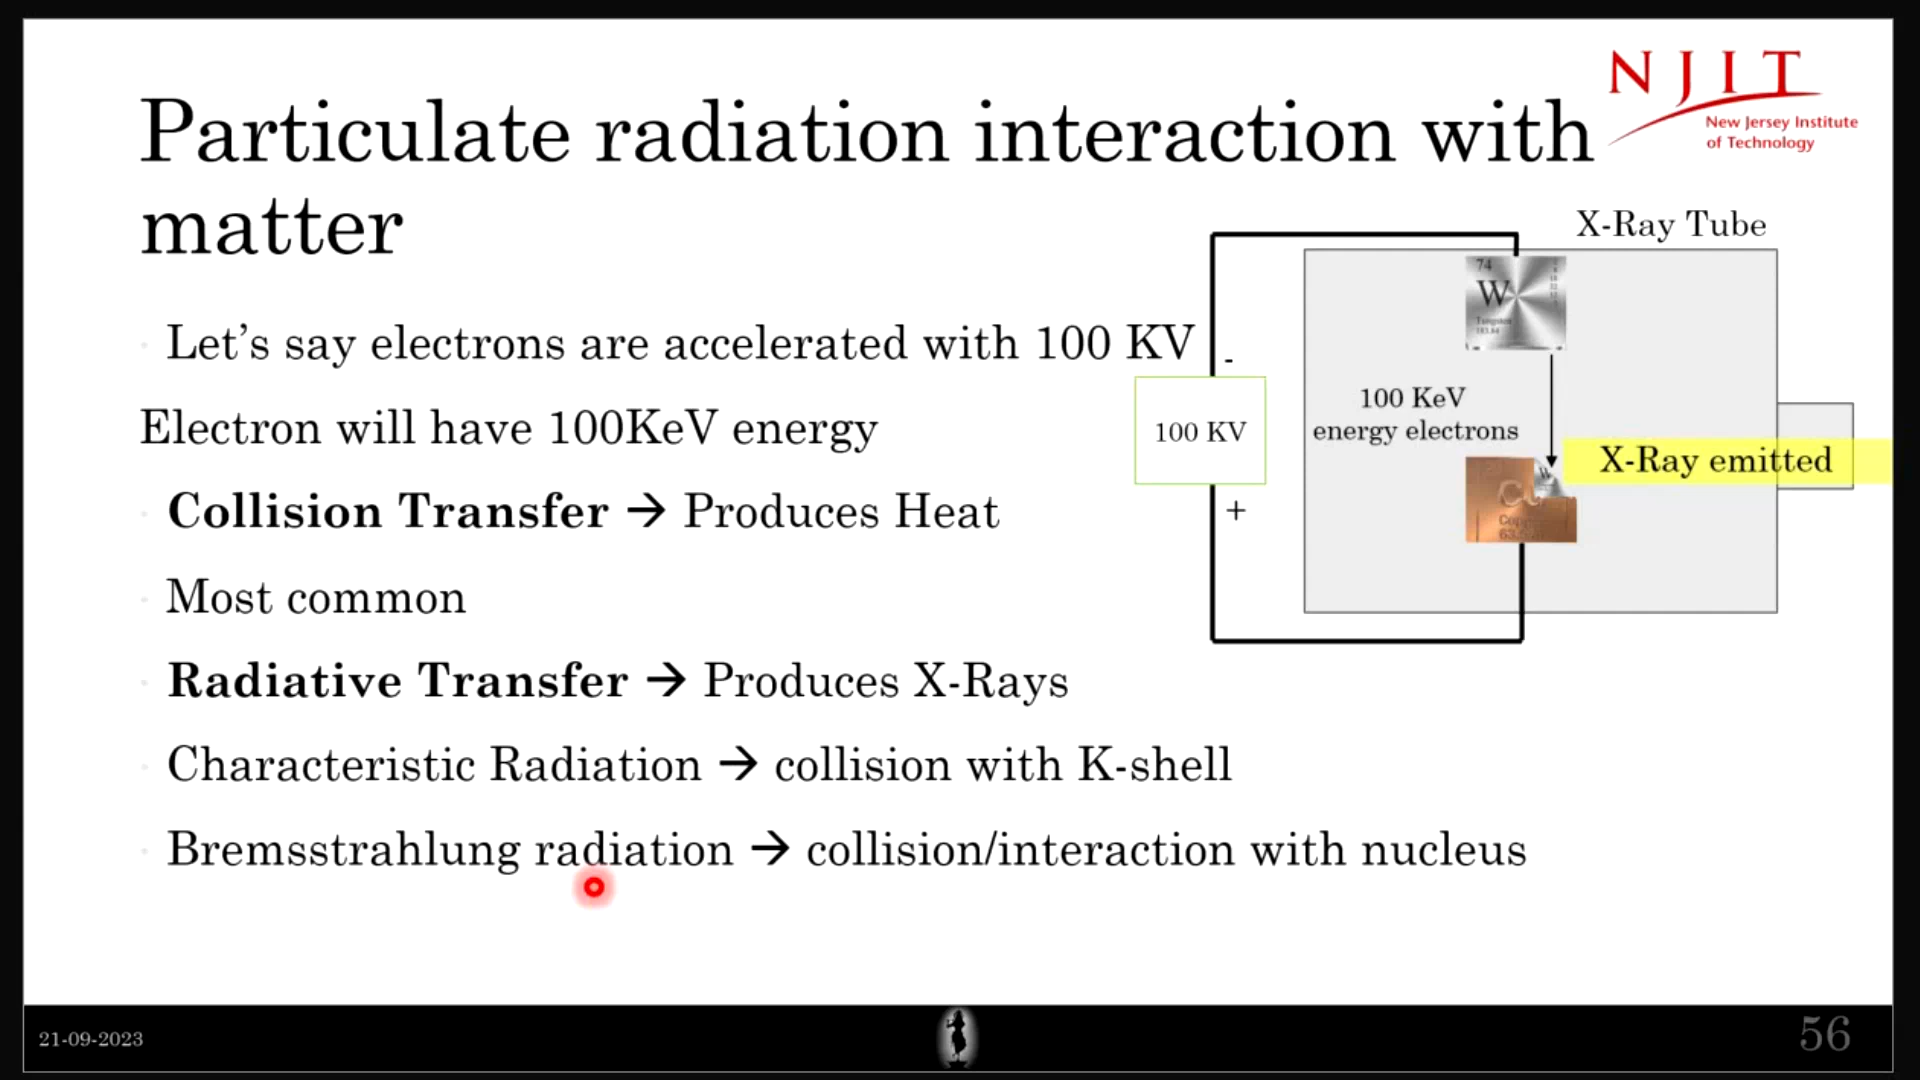 Particulate radiation interaction with
matter
NJIT
New Jersey Institute
of Technology
X-Ray Tube
Let’s say electrons are accelerated with 100 KV
Electron will have 100KeV energy
Collision Transfer → Produces Heat
Most common
Radiative Transfer → Produces X-Rays
Characteristic Radiation → collision with K-shell
Bremsstrahlung radiation → collision/interaction with nucleus
-
100 KV
+
74
W
Tungsten
183.84
100 KeV
energy electrons
X-Ray emitted
W
21-09-2023
56